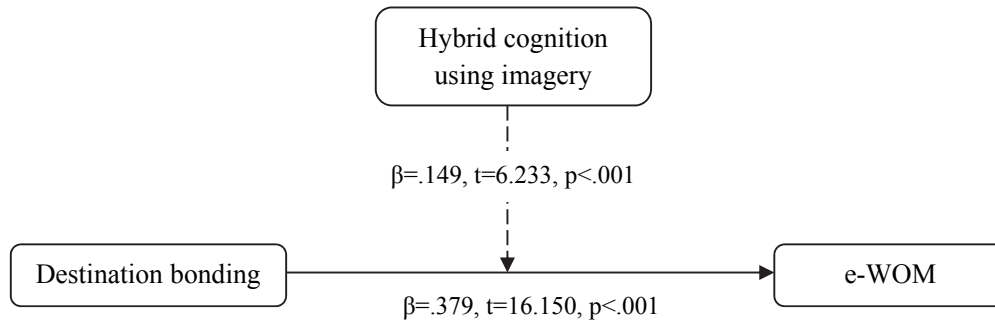 Hybrid cognition
using imagery
β=.149, t=6.233, p<.001
Destination bonding
e-WOM
β=.379, t=16.150, p<.001